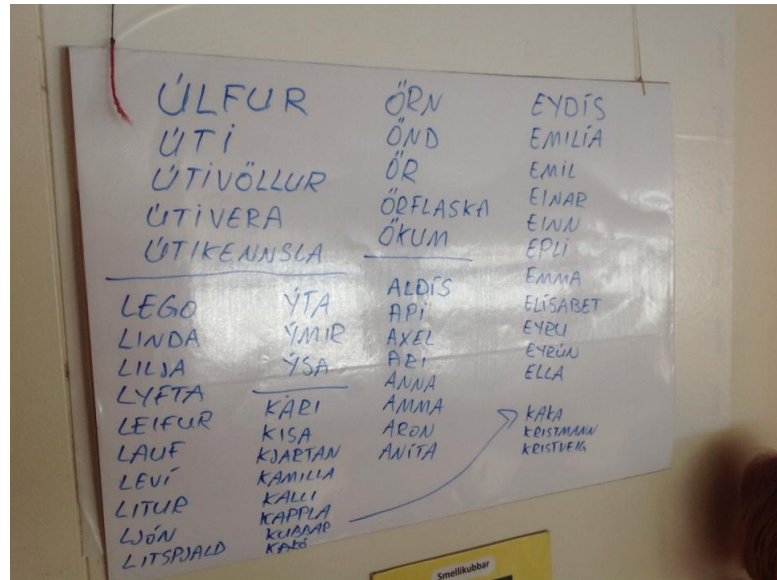 ÚLFUR
ÚTI
ÚTIVÖLLUR
ÚTIVERA
ÚTIKENNSLA
LEGO
LINDA
LILJA
LYFTA
LEIFUR
LAUF
LEVÍ
LITUR
LJÓN
LITSPJALD
ÝTA
ÝMIR
ÝSA
KÁRI
KISA
KJARTAN
KAMILLA
KALLI
KAPPLA
KUBBAR
KAKÓ
ÖRN
ÖND
ÖR
ÖRFLASKA
ÖKUM
ALDÍS
API
AXEL
ARI
ANNA
AMMA
ARON
ANÍTA
EYDÍS
EMILÍA
EMIL
EINAR
EINN
EPLI
EMMA
ELÍSABET
EYRU
EYRÚN
ELLA
KAKA
KRISTMANN
KRISTVEIG
Smellikubbar